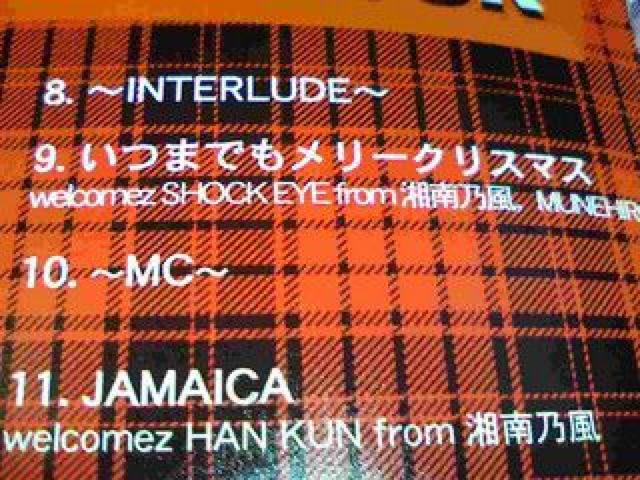 8. ～INTERLUDE～
9. いつまでもメリークリスマス
welcomez SHOCK EYE from 湘南乃風,
10. ～MC～
11. JAMAICA
welcomez HAN KUN from 湘南乃風